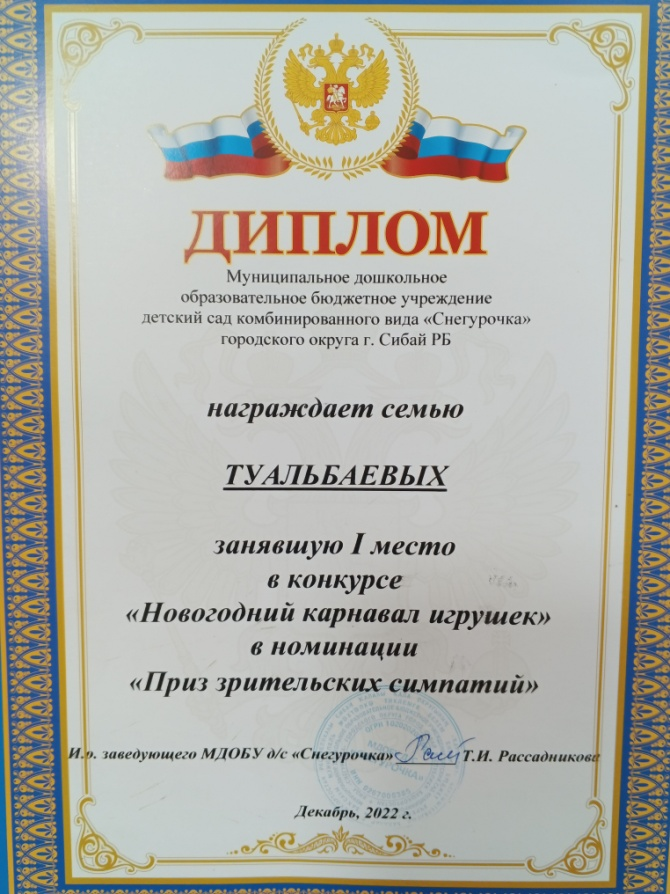 ДИПЛОМ
Муниципальное дошкольное
образовательное бюджетное учреждение
детский сад комбинированного вида «Снегурочка»
городского округа г. Сибай РБ
награждает семью
ТУАЛЬБАЕВЫХ
занявшую I место
в конкурсе
«Новогодний карнавал игрушек»
в номинации
«Приз зрительских симпатий»
И.о. заведующего МДОБУ д/с «Снегурочка» Т.И. Рассадникова
Декабрь, 2022 г.